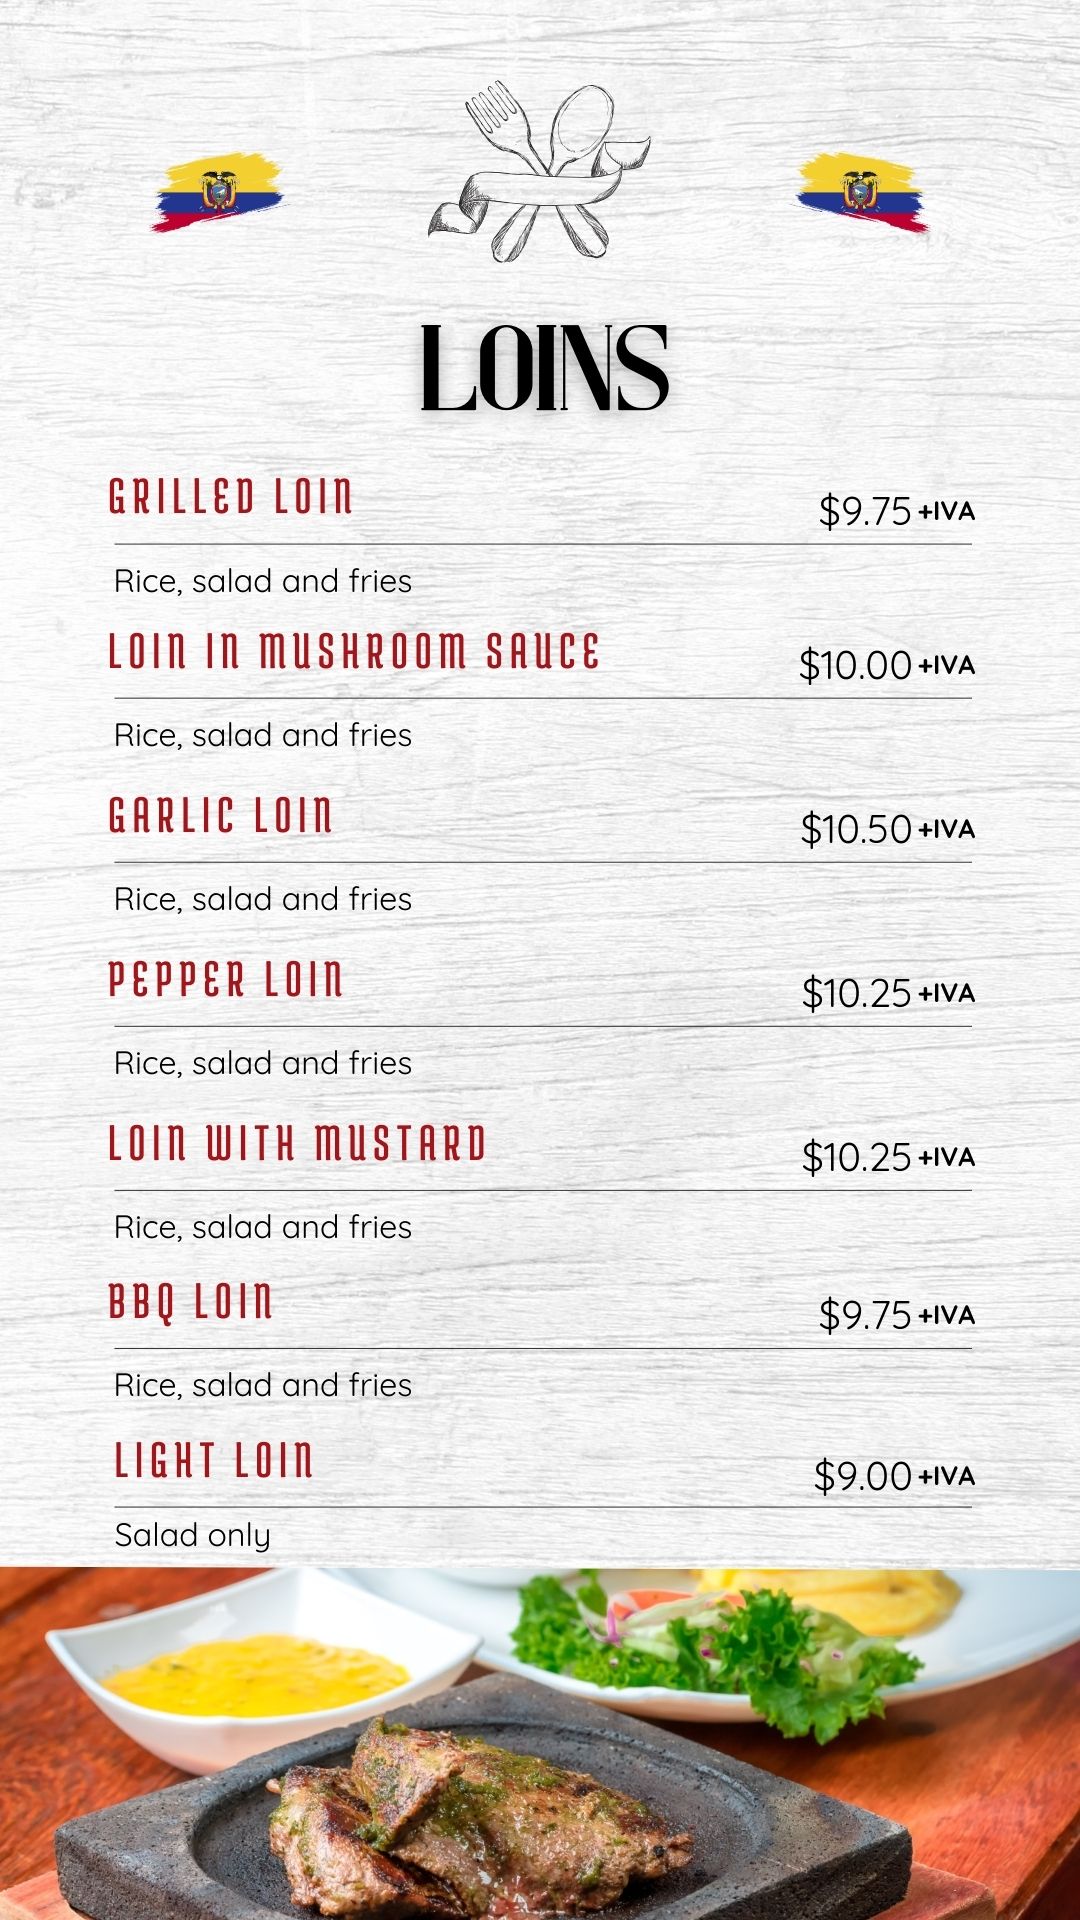 LOINS
GRILLED LOIN
$9.75 +IVA
Rice, salad and fries
LOIN IN MUSHROOM SAUCE
$10.00 +IVA
Rice, salad and fries
GARLIC LOIN
$10.50 +IVA
Rice, salad and fries
PEPPER LOIN
$10.25 +IVA
Rice, salad and fries
LOIN WITH MUSTARD
$10.25 +IVA
Rice, salad and fries
BBQ LOIN
$9.75 +IVA
Rice, salad and fries
LIGHT LOIN
$9.00 +IVA
Salad only